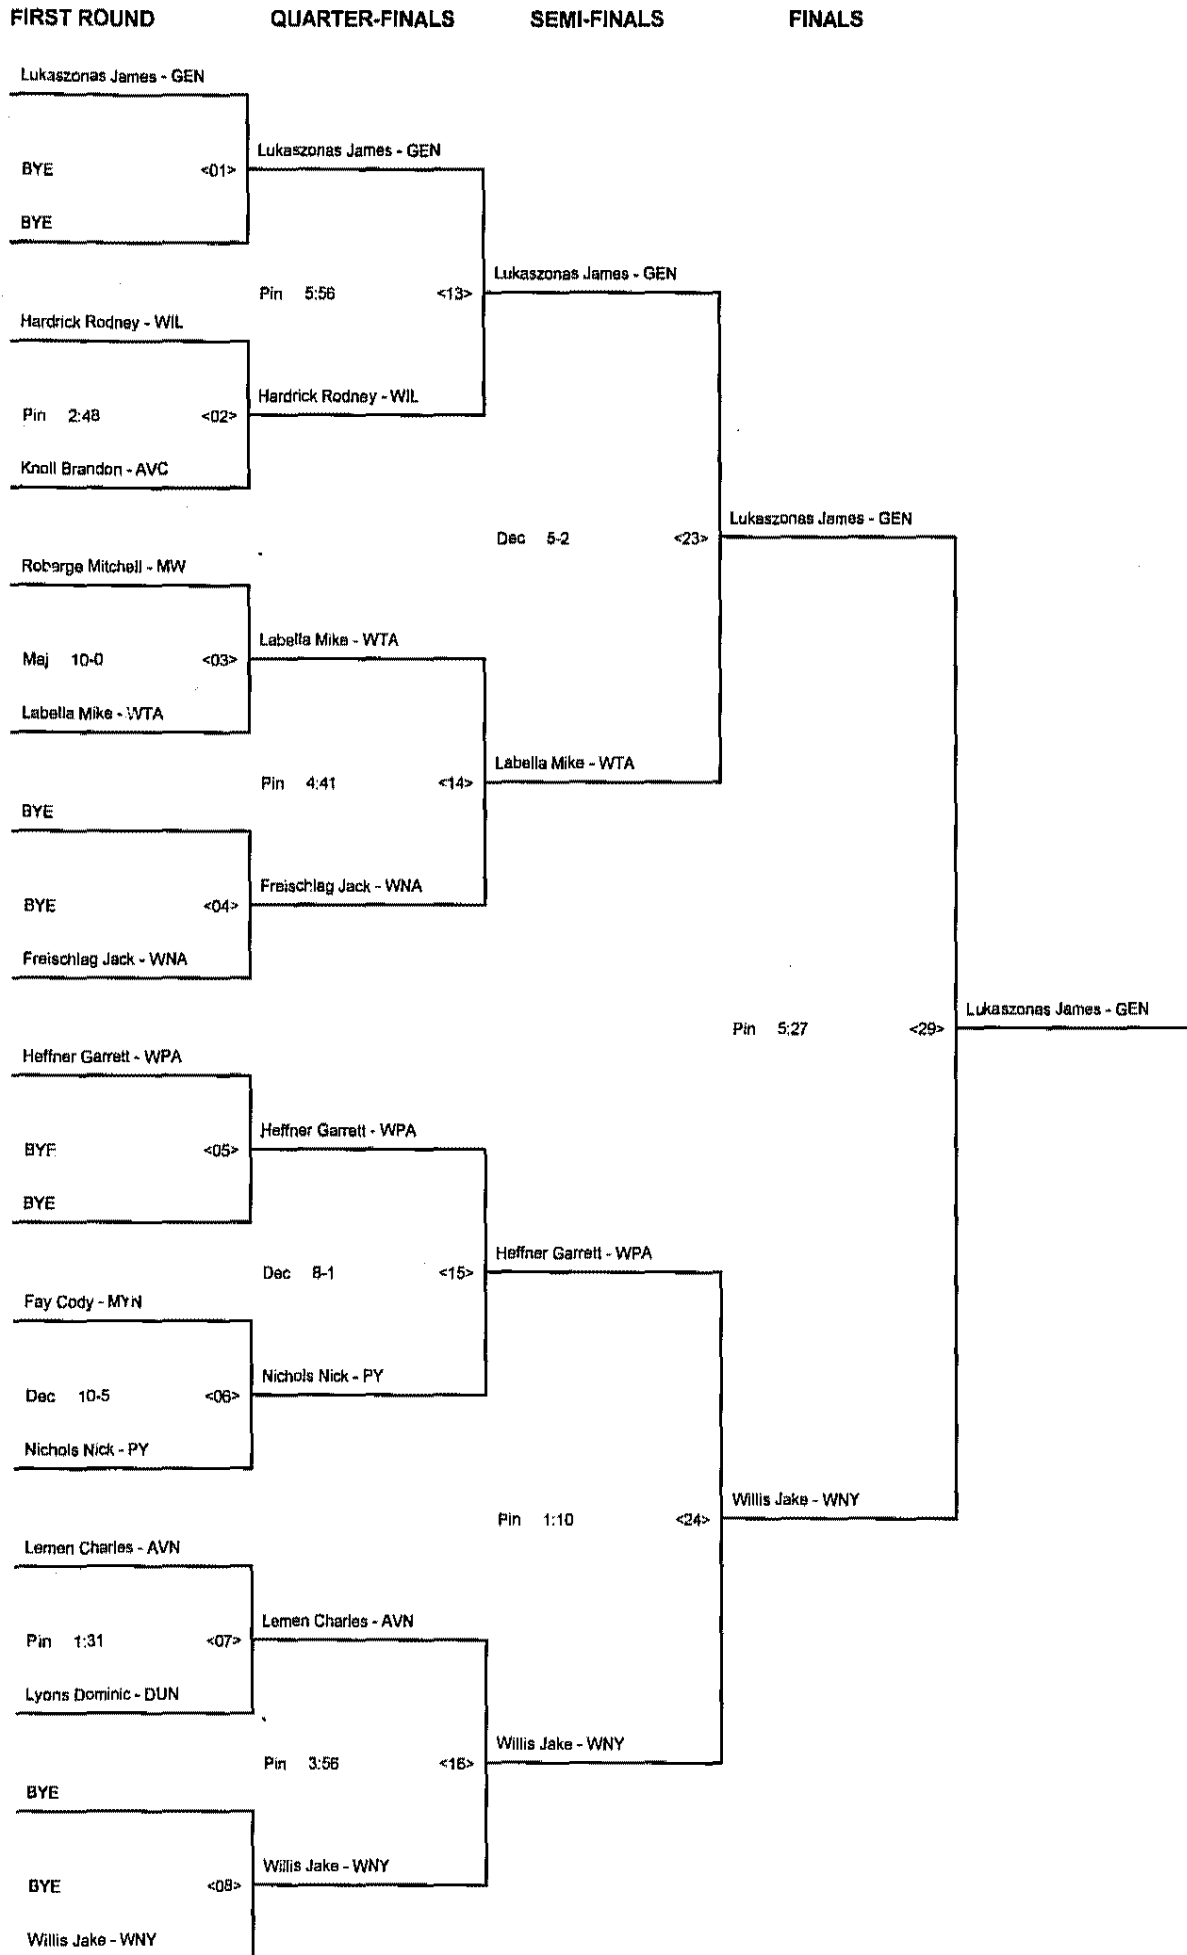 FIRST ROUND QUARTER-FINALS SEMI-FINALS FINALS
Lukaszonas James - GEN
Lukaszonas James - GEN
BYE <01>
BYE
Lukaszonas James - GEN
Pin 5:56 <13>
Hardrick Rodney - WIL
Hardrick Rodney - WIL
Pin 2:48 <02>
Knoll Brandon - AVC
Lukaszonas James - GEN
Dec 5-2 <23>
Roberge Mitchell - MW
Labella Mike - WTA
Maj 10-0 <03>
Labella Mike - WTA
Labella Mike - WTA
Pin 4:41 <14>
BYE
Freischlag Jack - WNA
BYE <04>
Freischlag Jack - WNA
Lukaszonas James - GEN
Pin 5:27 <29>
Heffner Garrett - WPA
Heffner Garrett - WPA
BYE <05>
BYE
Heffner Garrett - WPA
Dec 8-1 <15>
Fay Cody - MYN
Nichols Nick - PY
Dec 10-5 <06>
Nichols Nick - PY
Willis Jake - WNY
Pin 1:10 <24>
Lemen Charles - AVN
Lemen Charles - AVN
Pin 1:31 <07>
Lyons Dominic - DUN
Willis Jake - WNY
Pin 3:56 <16>
BYE
Willis Jake - WNY
BYE <08>
Willis Jake - WNY